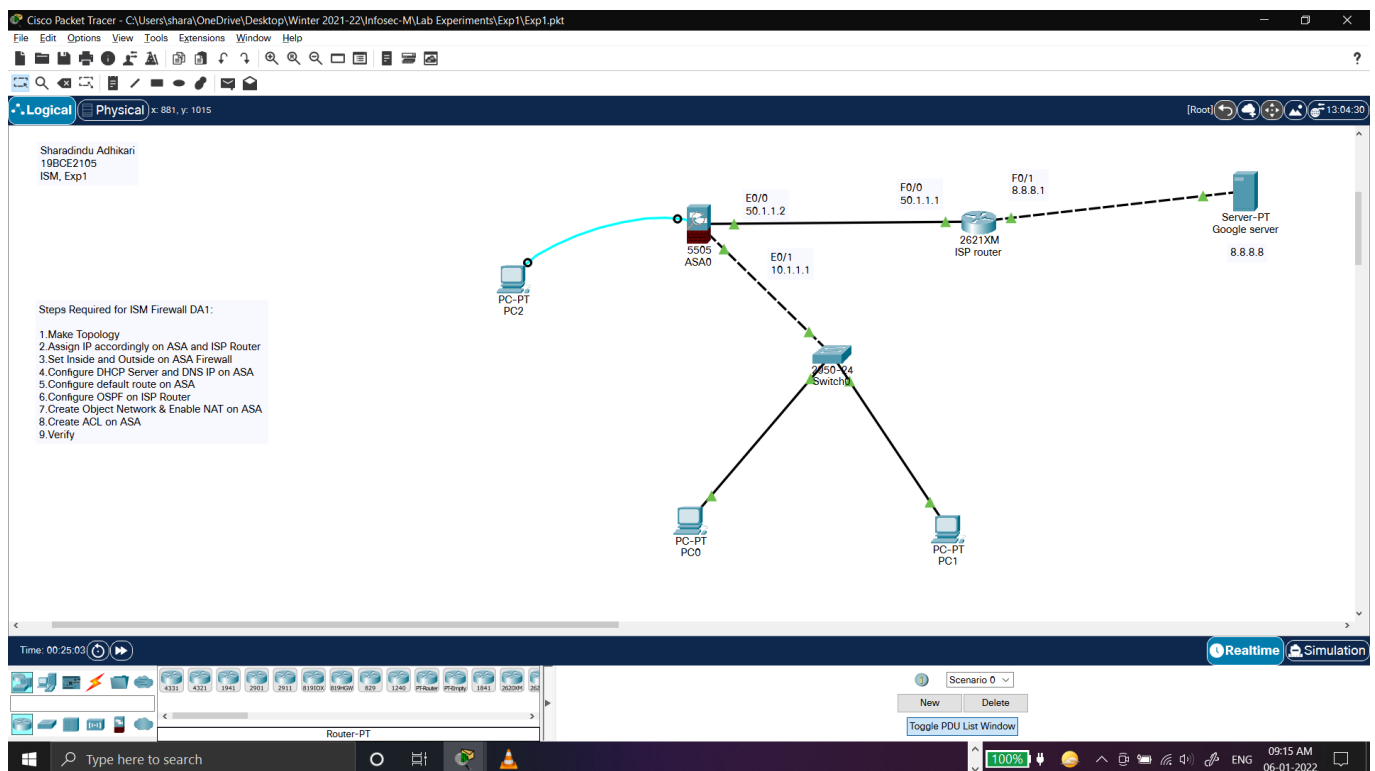 Cisco Packet Tracer - C:\Users\shara\OneDrive\Desktop\Winter 2021-22\Infosec-M\Lab Experiments\Exp1\Exp1.pkt
File Edit Options View Tools Extensions Window Help
?
Logical Physical x: 881, y: 1015
[Root] 13:04:30
Sharadindu Adhikari
19BCE2105
ISM, Exp1
E0/0
50.1.1.2
F0/0
50.1.1.1
F0/1
8.8.8.1
Server-PT
Google server
8.8.8.8
2621XM
ISP router
5505
ASA0
E0/1
10.1.1.1
PC-PT
PC2
Steps Required for ISM Firewall DA1:
1.Make Topology
2.Assign IP accordingly on ASA and ISP Router
3.Set Inside and Outside on ASA Firewall
4.Configure DHCP Server and DNS IP on ASA
5.Configure default route on ASA
6.Configure OSPF on ISP Router
7.Create Object Network & Enable NAT on ASA
8.Create ACL on ASA
9.Verify
2950-24
Switch0
PC-PT
PC0
PC-PT
PC1
Time: 00:25:03
Realtime Simulation
4331 4321 1941 2901 2911 819IOX 819HGW 829 1240 PT-Router PT-Empty 1841 2620XM 262
Router-PT
Scenario 0
New Delete
Toggle PDU List Window
Type here to search
100%
ENG
09:15 AM
06-01-2022